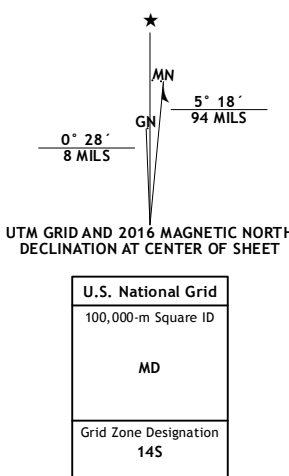 ★
MN
GN
5° 18´
94 MILS
0° 28´
8 MILS
UTM GRID AND 2016 MAGNETIC NORTH
DECLINATION AT CENTER OF SHEET
U.S. National Grid
100,000-m Square ID
MD
Grid Zone Designation
14S